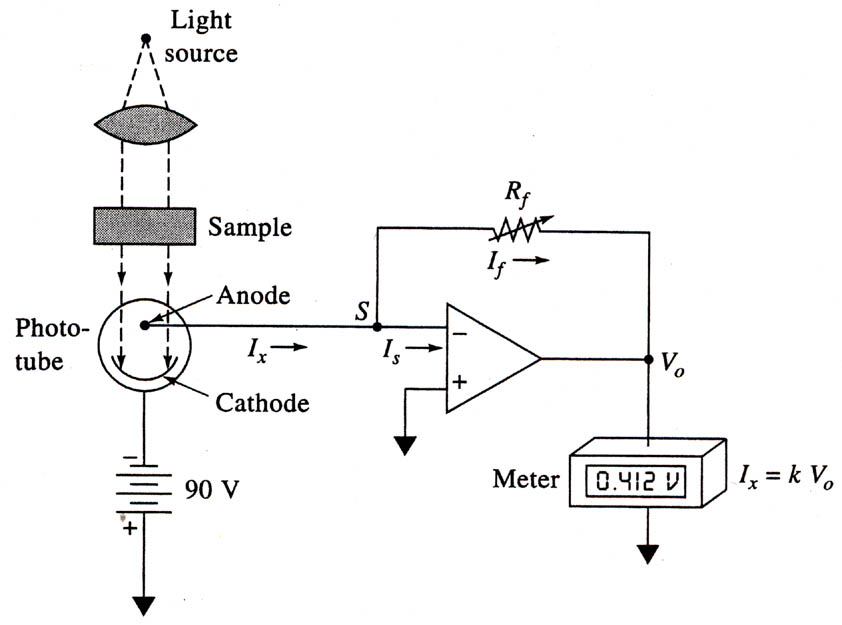 Light
source
Sample
Anode
Photo-
tube
Cathode
−
90 V
+
I_x →
S
I_s →
R_f
I_f →
−
+
V_o
Meter
0.412 V
I_x = k V_o